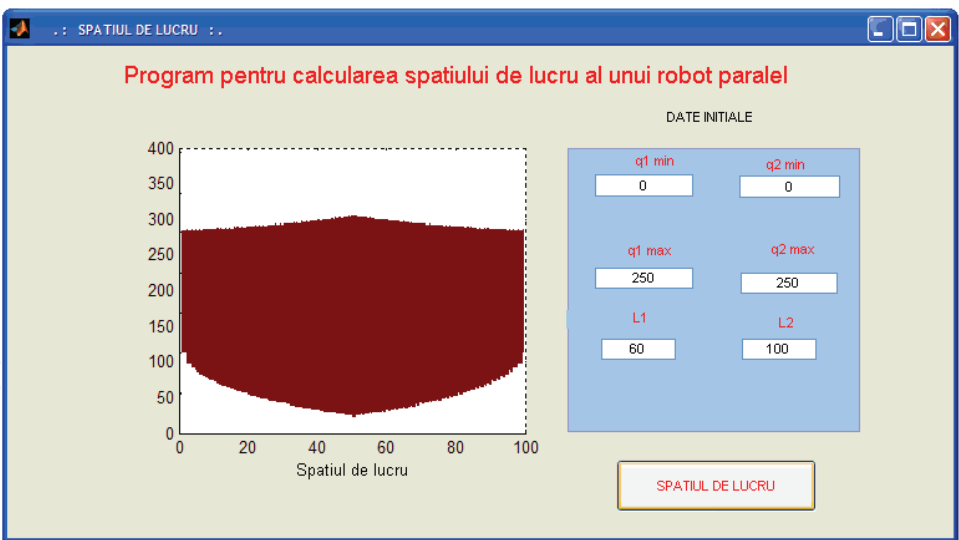 .: SPATIUL DE LUCRU :.
Program pentru calcularea spatiului de lucru al unui robot paralel
DATE INITIALE
400
350
300
250
200
150
100
50
0
0 20 40 60 80 100
Spatiul de lucru
q1 min q2 min
0 0
q1 max q2 max
250 250
L1 L2
60 100
SPATIUL DE LUCRU